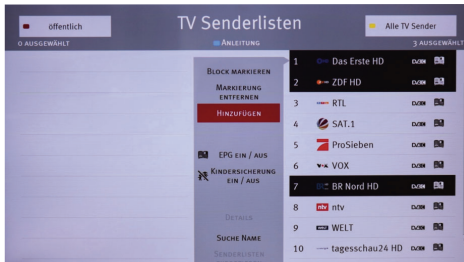 TV Senderlisten
öffentlich
Alle TV Sender
0 AUSGEWÄHLT
ANLEITUNG
3 AUSGEWÄHLT
BLOCK MARKIEREN
MARKIERUNG
ENTFERNEN
HINZUFÜGEN
EPG EIN / AUS
KINDERSICHERUNG
EIN / AUS
DETAILS
SUCHE NAME
SENDERLISTEN
1 Das Erste HD
2 ZDF HD
3 RTL
4 SAT.1
5 ProSieben
6 VOX
7 BR Nord HD
8 ntv ntv
9 WELT
10 tagesschau24 HD